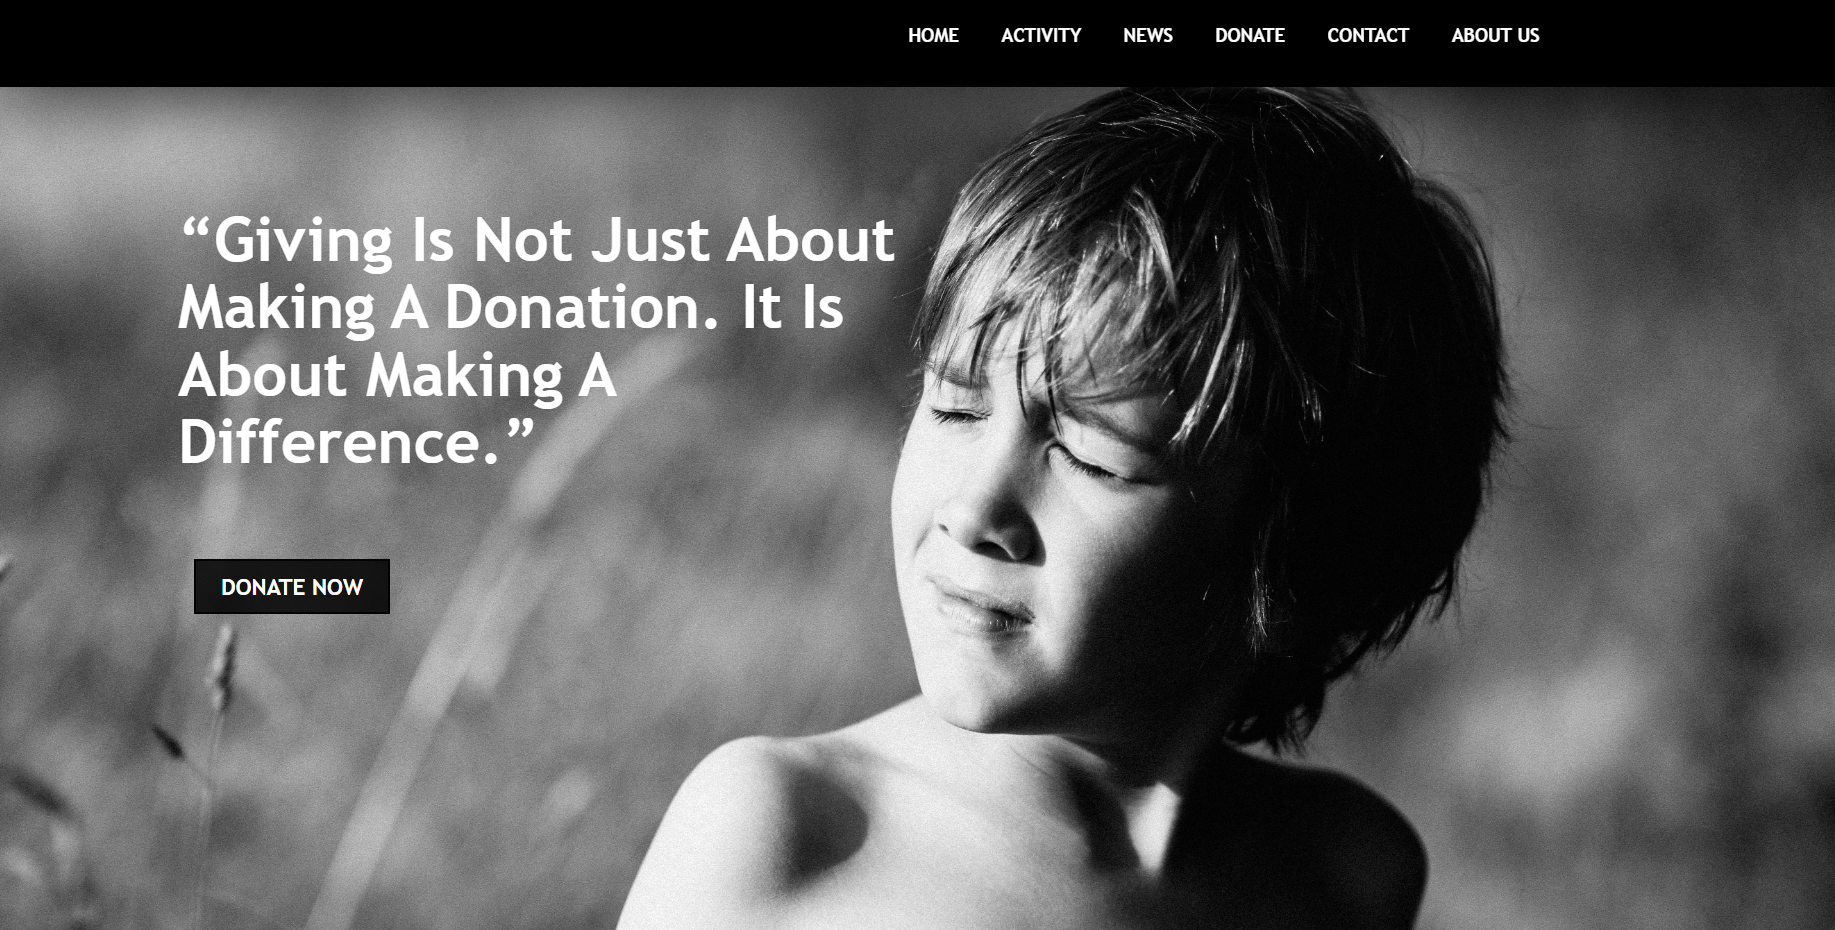 HOME ACTIVITY NEWS DONATE CONTACT ABOUT US
“Giving Is Not Just About
Making A Donation. It Is
About Making A
Difference.”
DONATE NOW